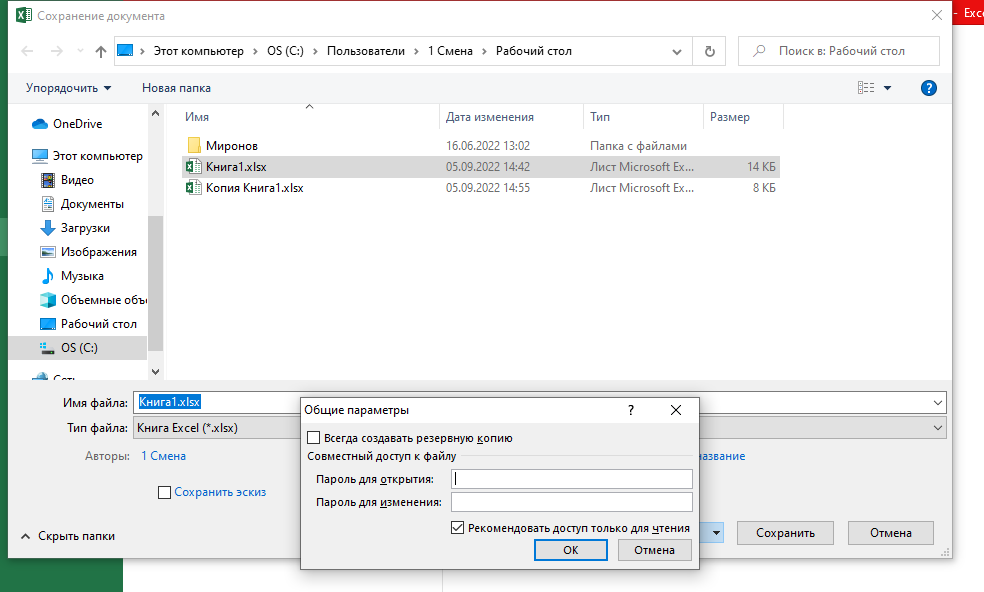 Сохранение документа
- Exce
Этот компьютер > OS (C:) > Пользователи > 1 Смена > Рабочий стол
Поиск в: Рабочий стол
Упорядочить
Новая папка
?
OneDrive
Этот компьютер
Видео
Документы
Загрузки
Изображения
Музыка
Объемные объ
Рабочий стол
OS (C:)
Сеть
Имя Дата изменения Тип Размер
Миронов 16.06.2022 13:02 Папка с файлами
Книга1.xlsx 05.09.2022 14:42 Лист Microsoft Ex... 14 КБ
Копия Книга1.xlsx 05.09.2022 14:55 Лист Microsoft Ex... 8 КБ
Имя файла: Книга1.xlsx
Тип файла: Книга Excel (*.xlsx)
Авторы: 1 Смена
название
Сохранить эскиз
Скрыть папки
Сохранить
Отмена
Общие параметры
?
Всегда создавать резервную копию
Совместный доступ к файлу
Пароль для открытия:
Пароль для изменения:
Рекомендовать доступ только для чтения
ОК
Отмена